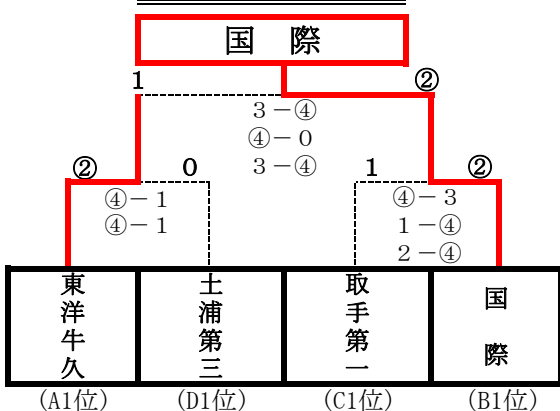 国 際
1 ②
3－④
④－0
3－④
② 0 1 ②
④－1 ④－3
④－1 1－④
2－④
東洋牛久 土浦第三 取手第一 国際
(A1位) (D1位) (C1位) (B1位)